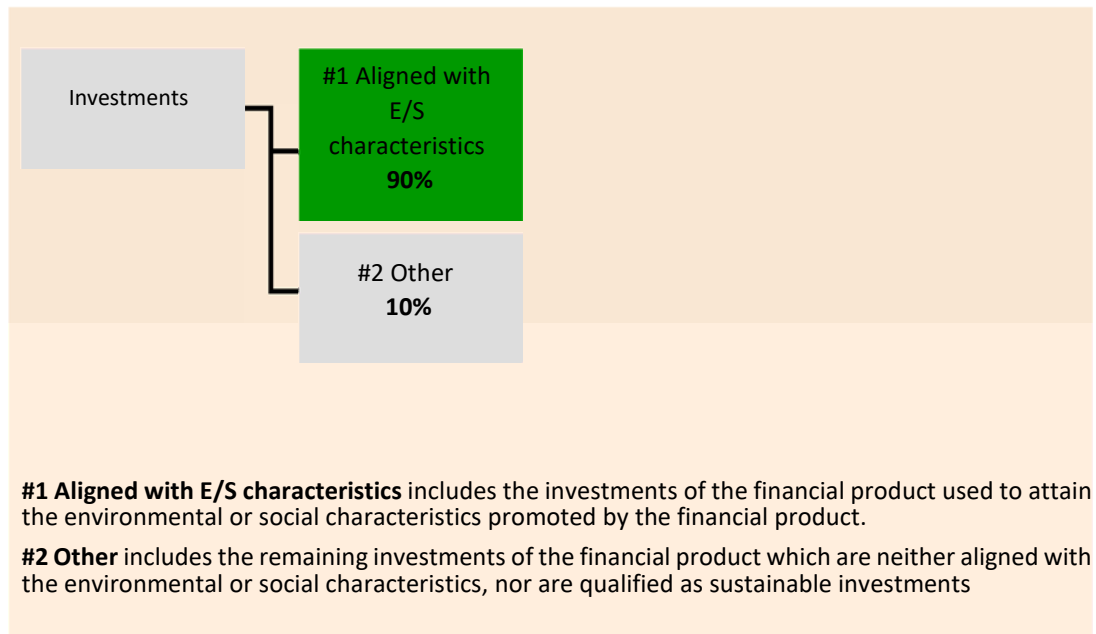 Investments
#1 Aligned with
E/S
characteristics
90%
#2 Other
10%
#1 Aligned with E/S characteristics includes the investments of the financial product used to attain
the environmental or social characteristics promoted by the financial product.
#2 Other includes the remaining investments of the financial product which are neither aligned with
the environmental or social characteristics, nor are qualified as sustainable investments